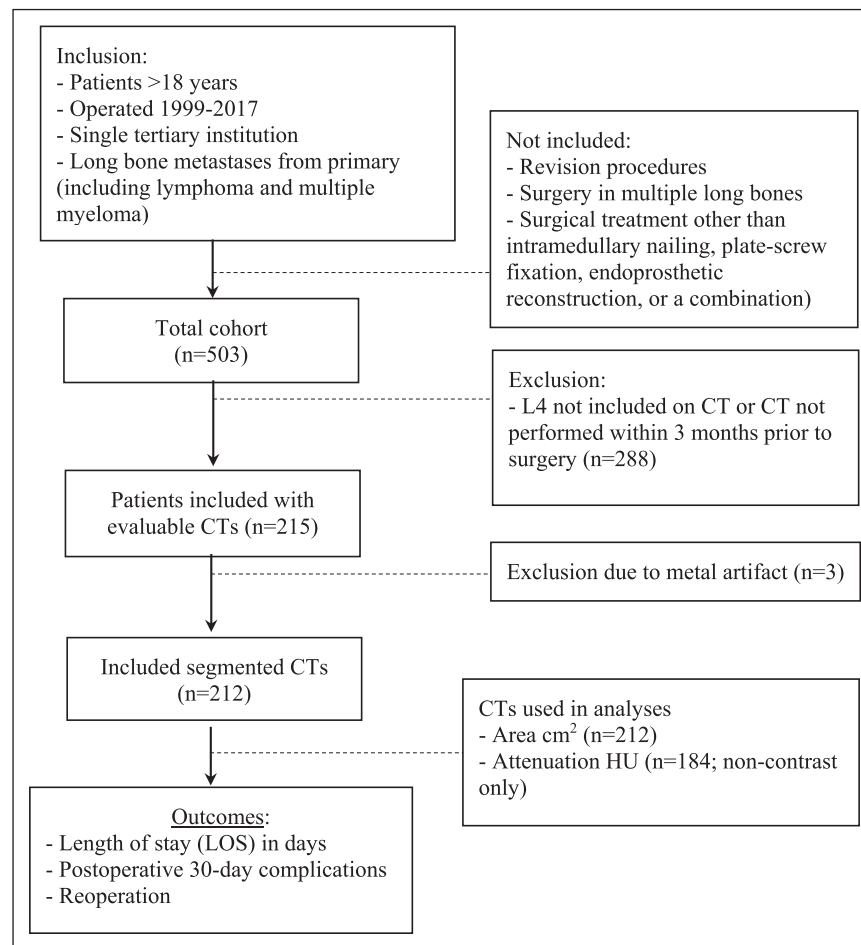 Inclusion:
- Patients >18 years
- Operated 1999-2017
- Single tertiary institution
- Long bone metastases from primary
(including lymphoma and multiple
myeloma)
Not included:
- Revision procedures
- Surgery in multiple long bones
- Surgical treatment other than
intramedullary nailing, plate-screw
fixation, endoprosthetic
reconstruction, or a combination)
Total cohort
(n=503)
Exclusion:
- L4 not included on CT or CT not
performed within 3 months prior to
surgery (n=288)
Patients included with
evaluable CTs (n=215)
Exclusion due to metal artifact (n=3)
Included segmented CTs
(n=212)
CTs used in analyses
- Area cm² (n=212)
- Attenuation HU (n=184; non-contrast
only)
Outcomes:
- Length of stay (LOS) in days
- Postoperative 30-day complications
- Reoperation